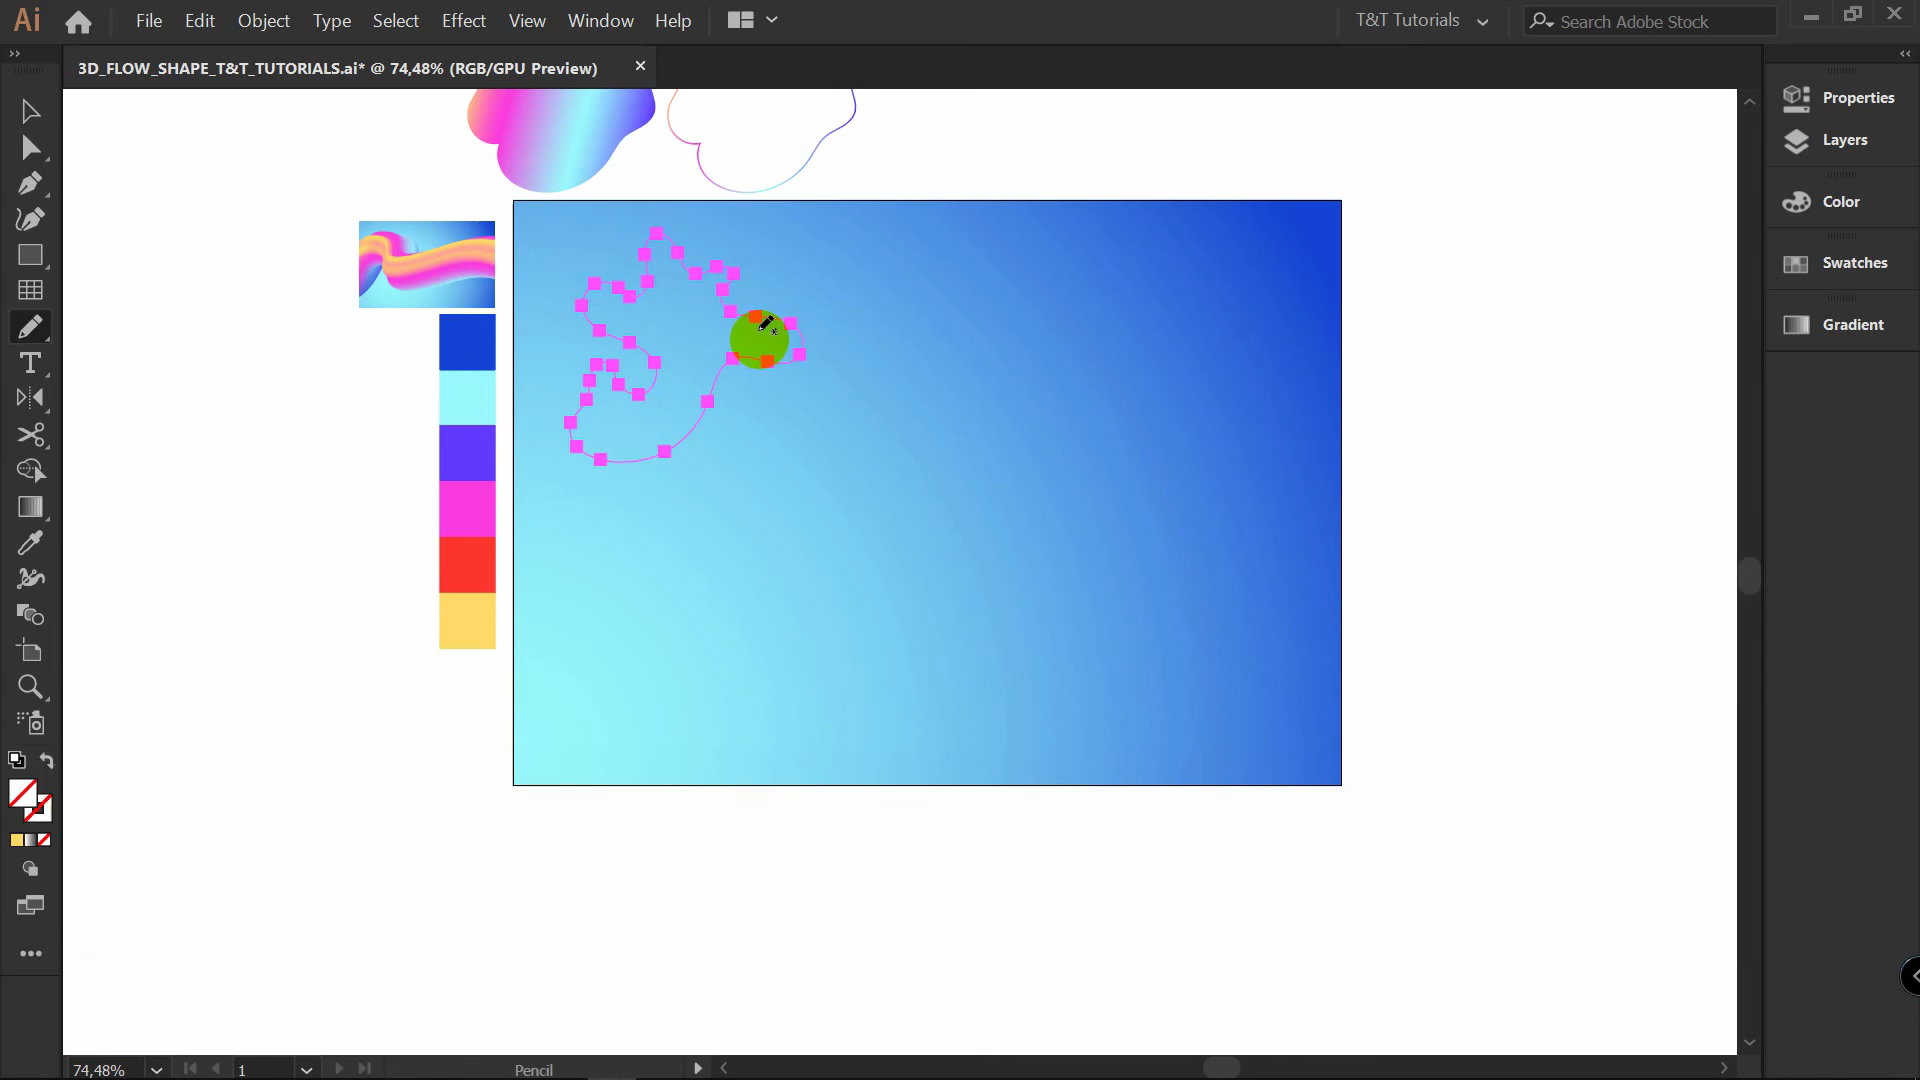 Ai File Edit Object Type Select Effect View Window Help T&T Tutorials Search Adobe Stock
3D_FLOW_SHAPE_T&T_TUTORIALS.ai* @ 74,48% (RGB/GPU Preview)
Properties
Layers
Color
Swatches
Gradient
74,48% 1 Pencil